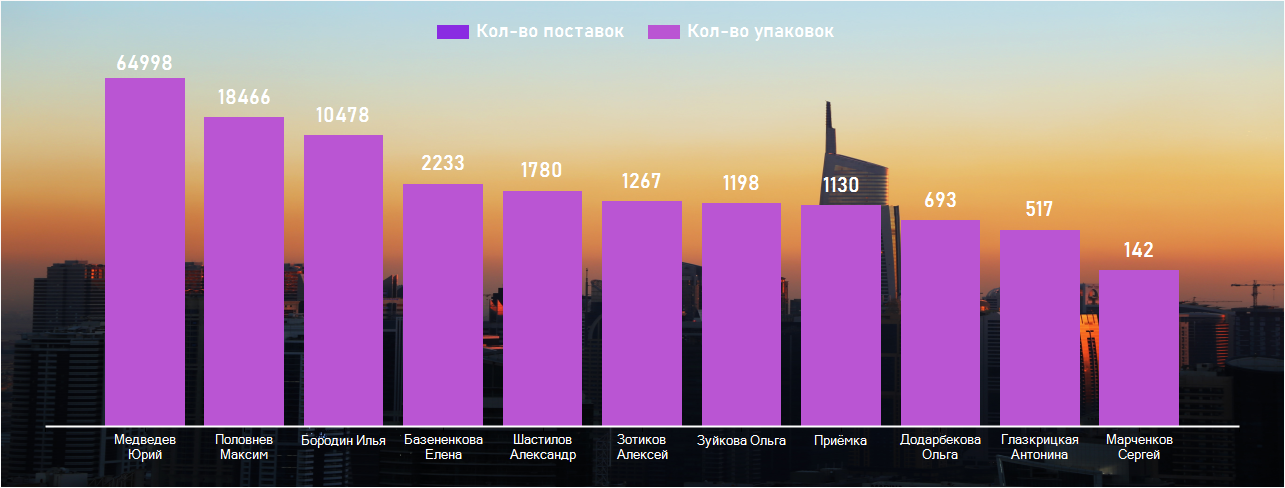 Кол-во поставок Кол-во упаковок
64998
18466
10478
2233
1780
1267
1198
1130
693
517
142
Медведев
Юрий
Половнев
Максим
Бородин Илья
Базененкова
Елена
Шастилов
Александр
Зотиков
Алексей
Зуйкова Ольга
Приёмка
Додарбекова
Ольга
Глазкрицкая
Антонина
Марченков
Сергей